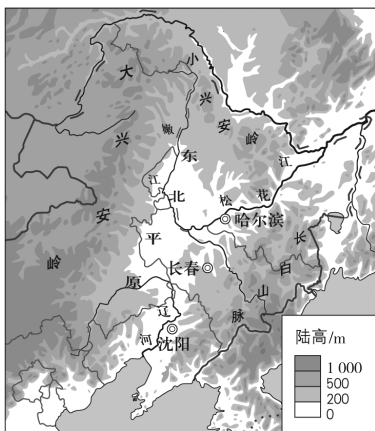 大兴安岭
小兴安岭
嫩江
松花江
东北平原
哈尔滨
长春
长白山脉
辽河
沈阳
陆高/m
1 000
500
200
0